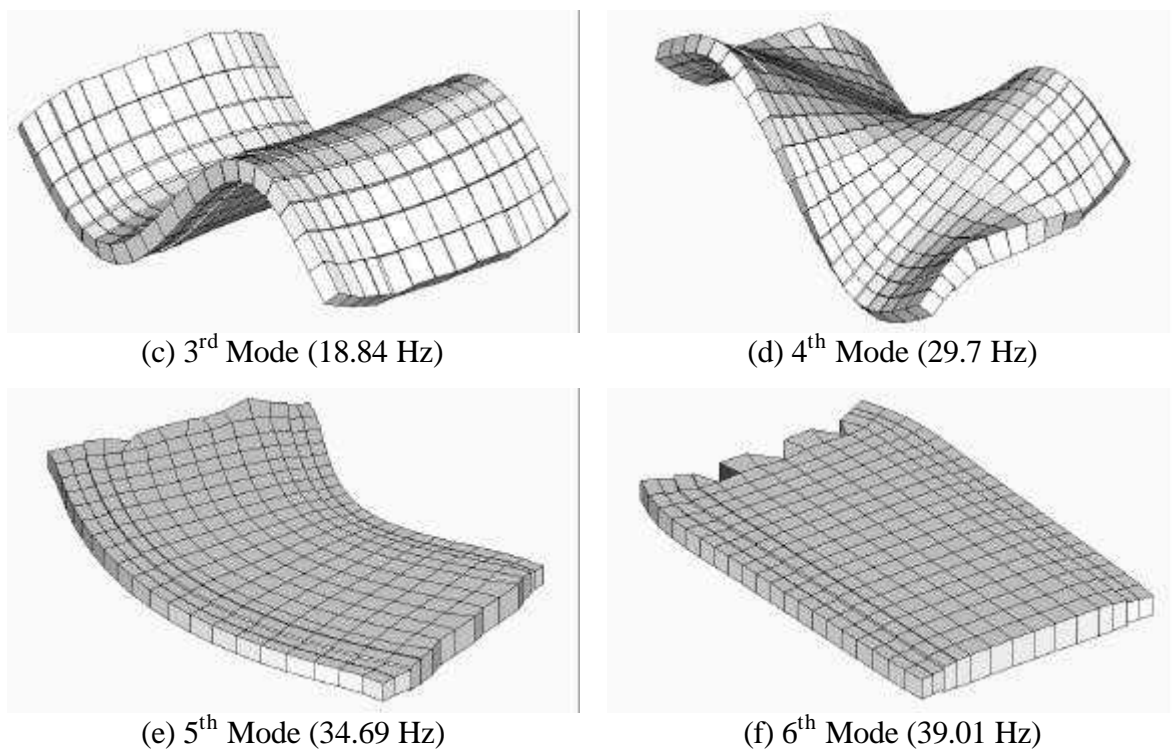 (c) 3rd Mode (18.84 Hz)
(d) 4th Mode (29.7 Hz)
(e) 5th Mode (34.69 Hz)
(f) 6th Mode (39.01 Hz)